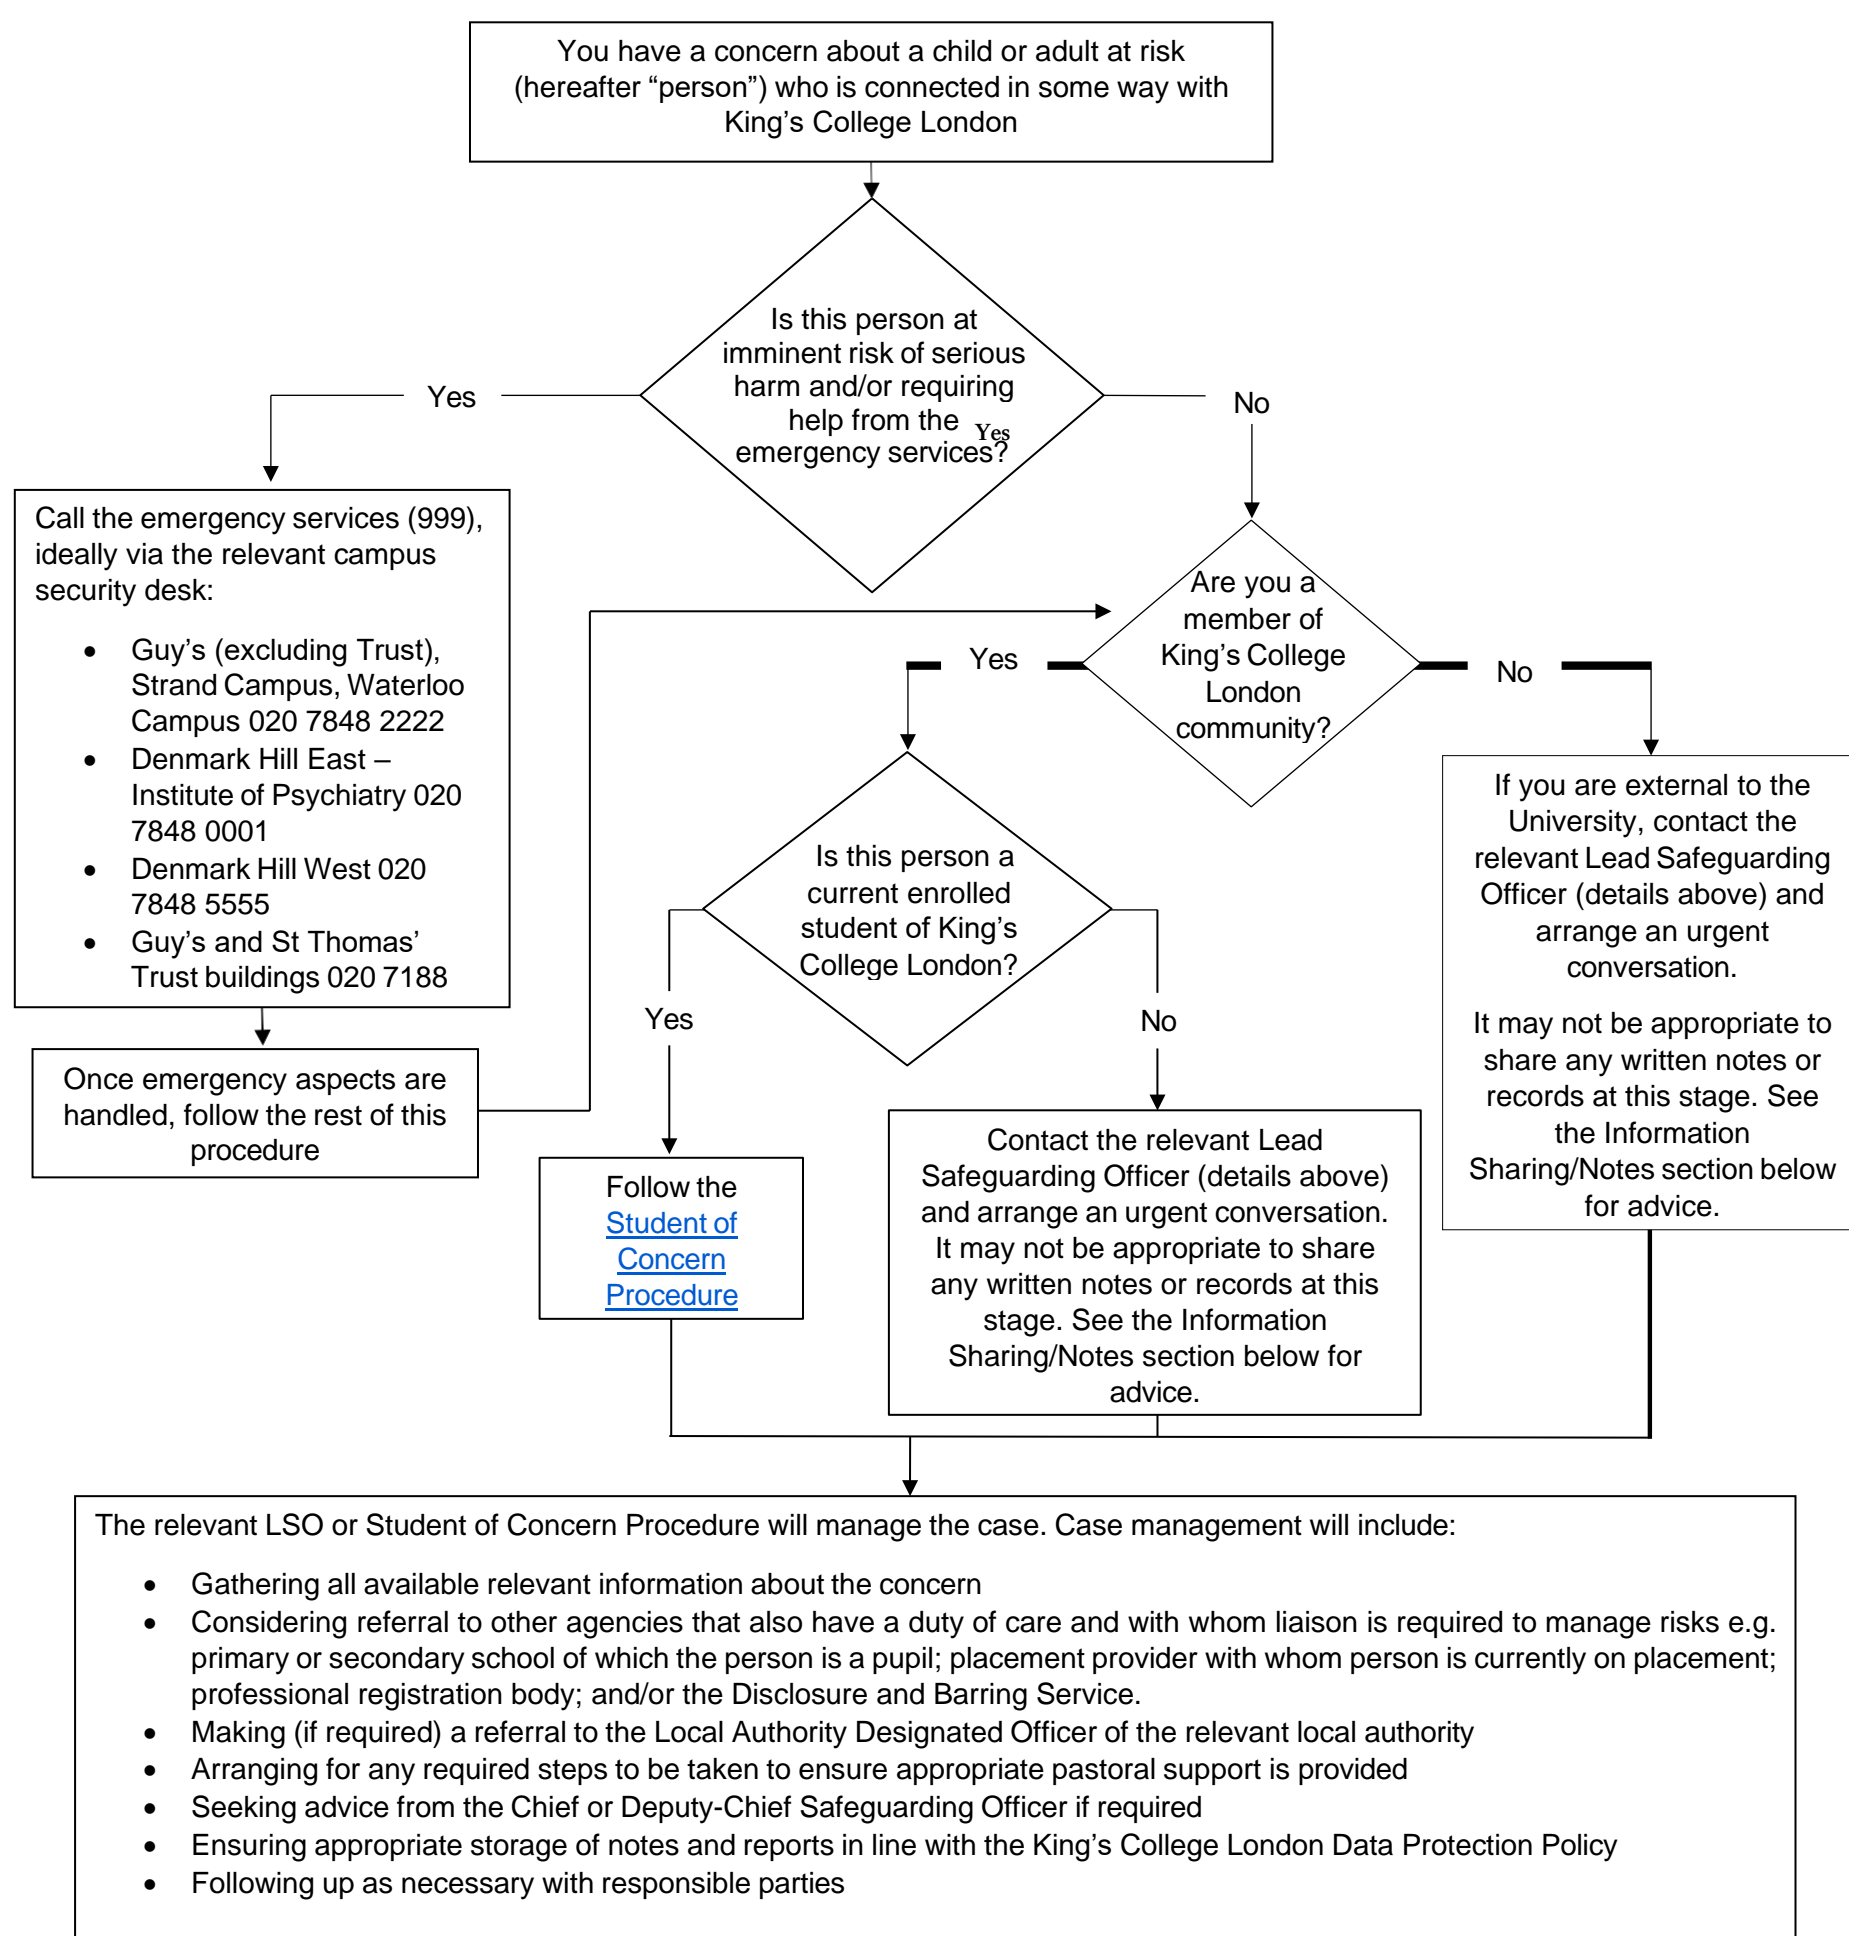 You have a concern about a child or adult at risk
(hereafter “person”) who is connected in some way with
King’s College London
Is this person at
imminent risk of serious
harm and/or requiring
help from the
Yes
emergency services?
Yes
No
Call the emergency services (999),
ideally via the relevant campus
security desk:
• Guy’s (excluding Trust),
Strand Campus, Waterloo
Campus 020 7848 2222
• Denmark Hill East –
Institute of Psychiatry 020
7848 0001
• Denmark Hill West 020
7848 5555
• Guy’s and St Thomas’
Trust buildings 020 7188
Once emergency aspects are
handled, follow the rest of this
procedure
Are you a
member of
King’s College
London
community?
Yes
No
Is this person a
current enrolled
student of King’s
College London?
Yes
No
If you are external to the
University, contact the
relevant Lead Safeguarding
Officer (details above) and
arrange an urgent
conversation.
It may not be appropriate to
share any written notes or
records at this stage. See
the Information
Sharing/Notes section below
for advice.
Follow the
Student of
Concern
Procedure
Contact the relevant Lead
Safeguarding Officer (details above)
and arrange an urgent conversation.
It may not be appropriate to share
any written notes or records at this
stage. See the Information
Sharing/Notes section below for
advice.
The relevant LSO or Student of Concern Procedure will manage the case. Case management will include:
• Gathering all available relevant information about the concern
• Considering referral to other agencies that also have a duty of care and with whom liaison is required to manage risks e.g.
primary or secondary school of which the person is a pupil; placement provider with whom person is currently on placement;
professional registration body; and/or the Disclosure and Barring Service.
• Making (if required) a referral to the Local Authority Designated Officer of the relevant local authority
• Arranging for any required steps to be taken to ensure appropriate pastoral support is provided
• Seeking advice from the Chief or Deputy-Chief Safeguarding Officer if required
• Ensuring appropriate storage of notes and reports in line with the King’s College London Data Protection Policy
• Following up as necessary with responsible parties